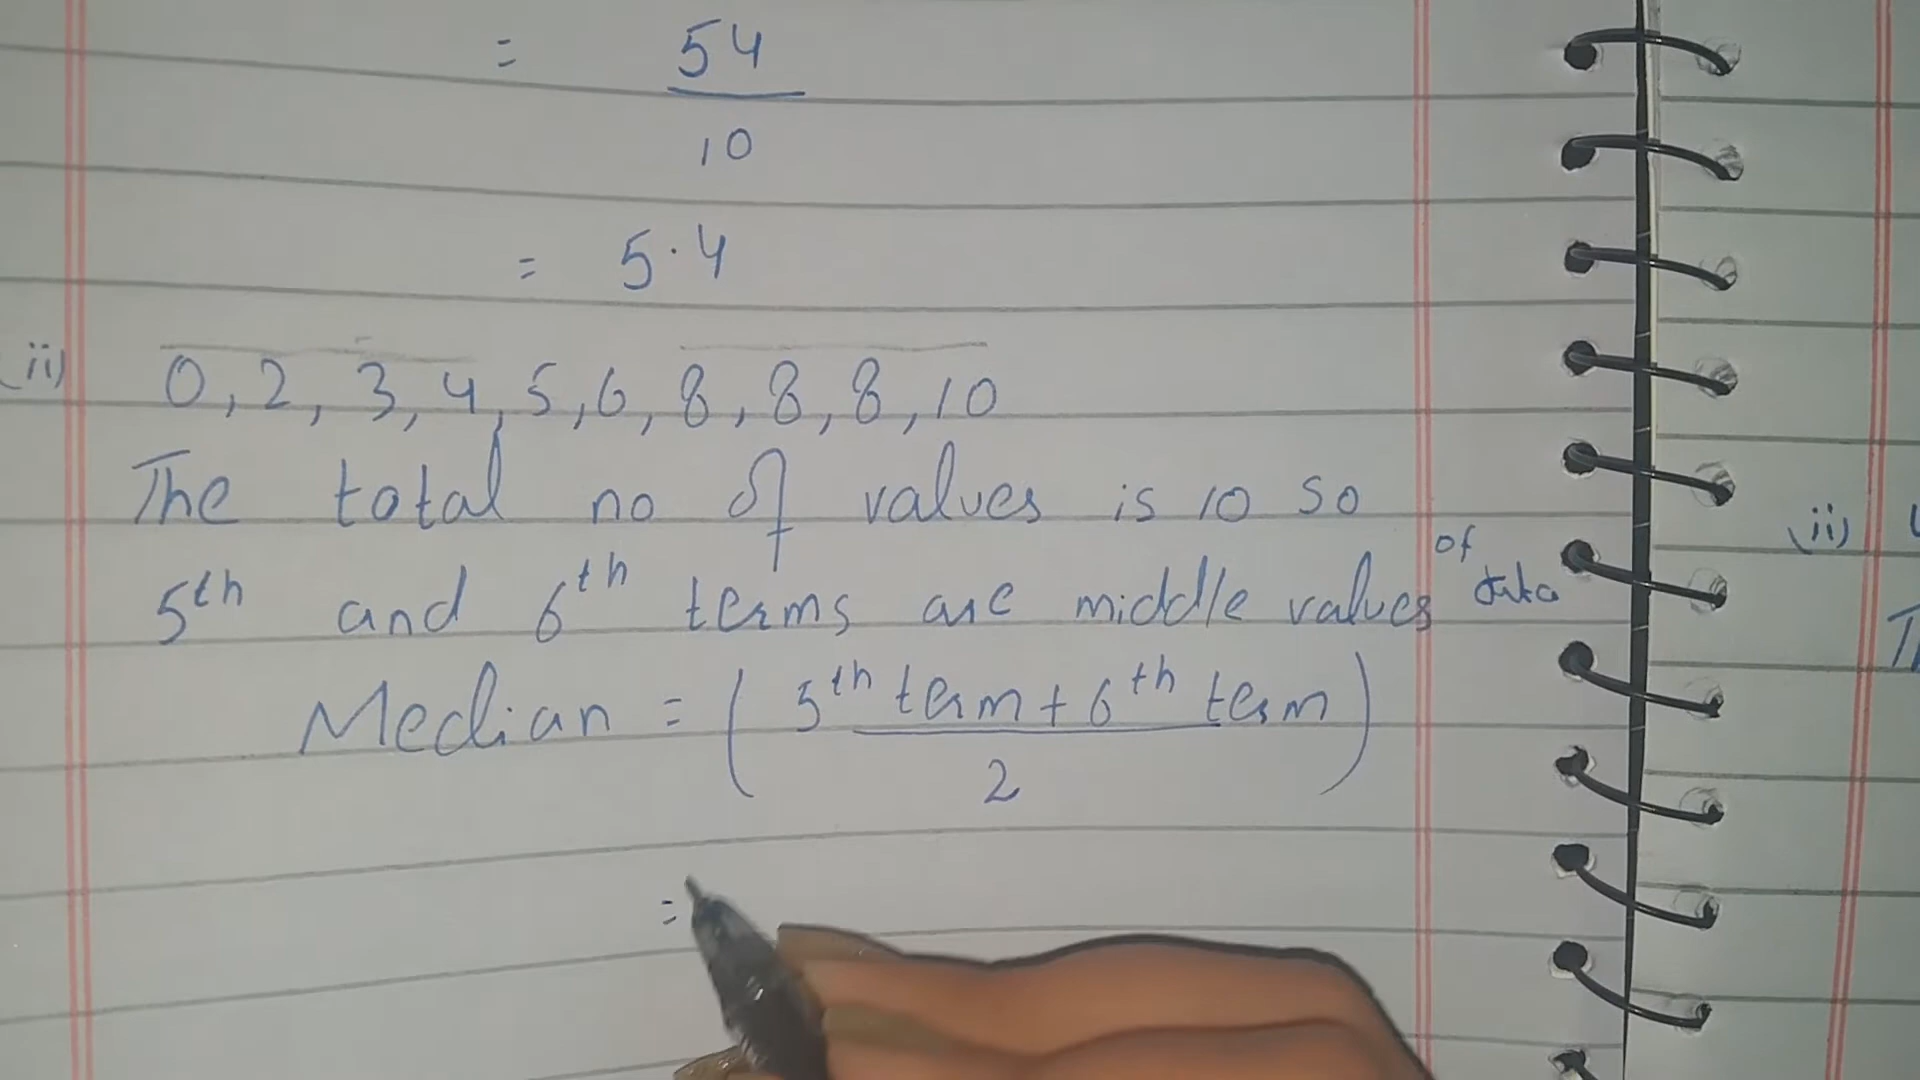 = 54
10
= 5.4
(ii) 0, 2, 3, 4, 5, 6, 8, 8, 8, 10
The total no of values is 10 so
5th and 6th terms are middle values of data
Median = ( 5th term + 6th term )
2
=
(ii)